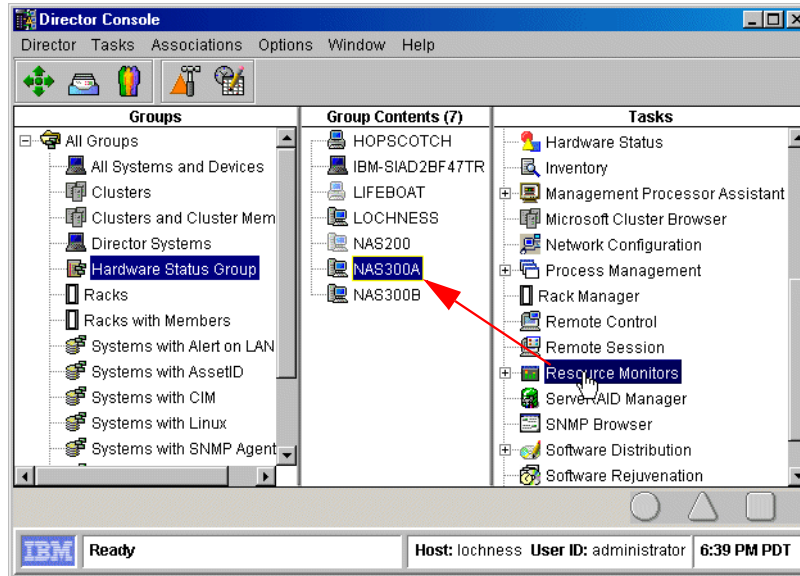 Director Console
Director Tasks Associations Options Window Help
Groups
All Groups
All Systems and Devices
Clusters
Clusters and Cluster Mem
Director Systems
Hardware Status Group
Racks
Racks with Members
Systems with Alert on LAN
Systems with AssetID
Systems with CIM
Systems with Linux
Systems with SNMP Agent
Group Contents (7)
HOPSCOTCH
IBM-SIAD2BF47TR
LIFEBOAT
LOCHNESS
NAS200
NAS300A
NAS300B
Tasks
Hardware Status
Inventory
Management Processor Assistant
Microsoft Cluster Browser
Network Configuration
Process Management
Rack Manager
Remote Control
Remote Session
Resource Monitors
ServeRAID Manager
SNMP Browser
Software Distribution
Software Rejuvenation
IBM
Ready
Host: lochness User ID: administrator
6:39 PM PDT